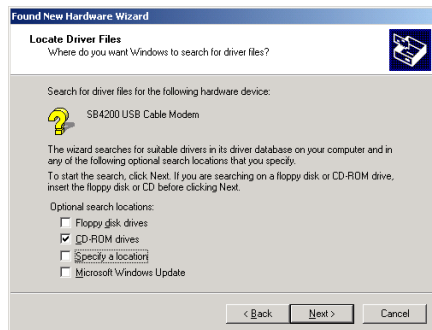 Found New Hardware Wizard
Locate Driver Files
Where do you want Windows to search for driver files?
Search for driver files for the following hardware device:
SB4200 USB Cable Modem
The wizard searches for suitable drivers in its driver database on your computer and in
any of the following optional search locations that you specify.
To start the search, click Next. If you are searching on a floppy disk or CD-ROM drive,
insert the floppy disk or CD before clicking Next.
Optional search locations:
Floppy disk drives
CD-ROM drives
Specify a location
Microsoft Windows Update
< Back Next > Cancel